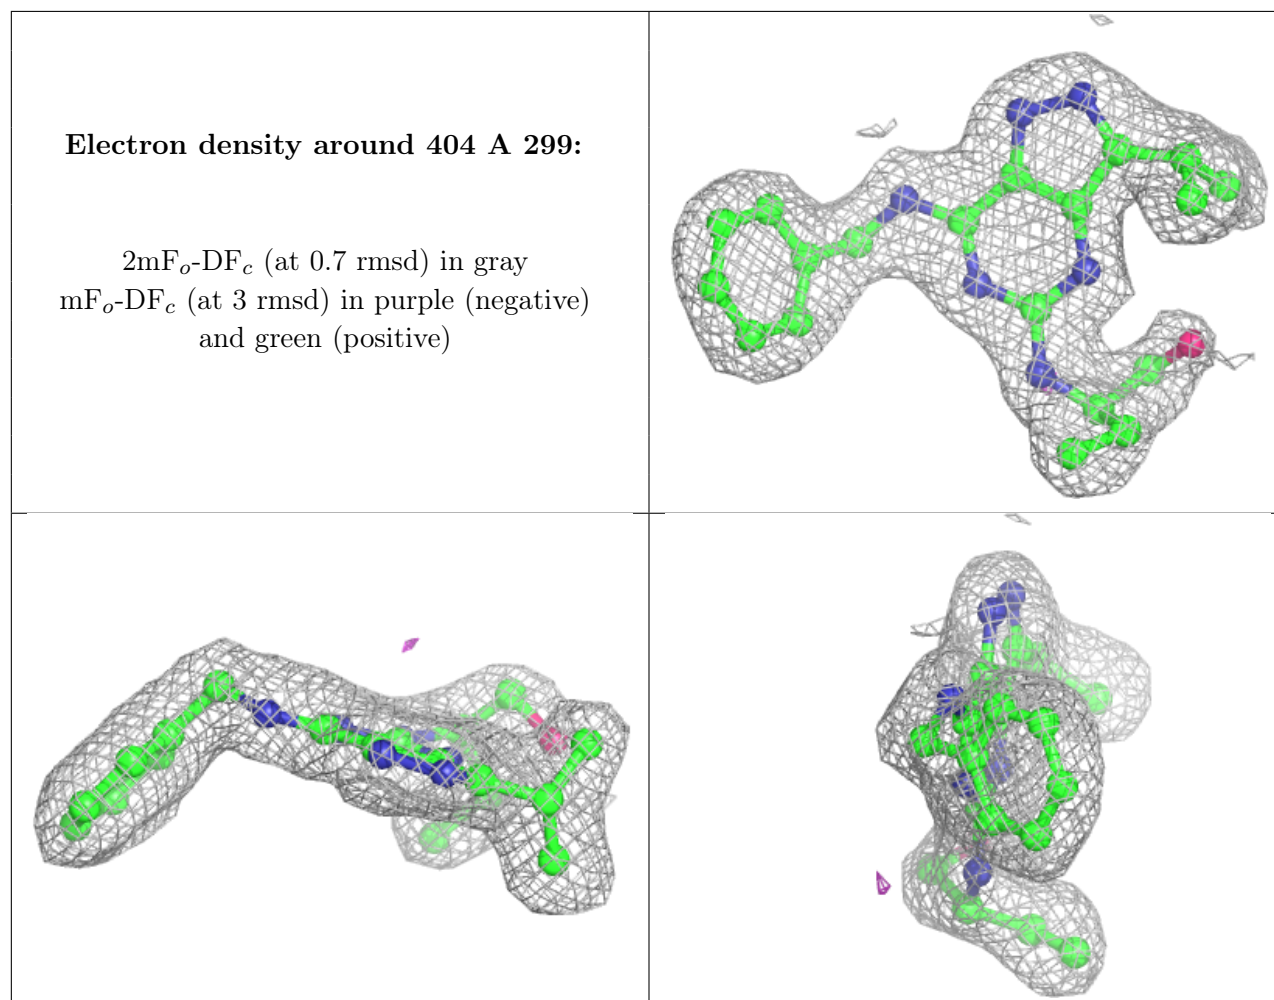 Electron density around 404 A 299:
2mFo-DFc (at 0.7 rmsd) in gray
mFo-DFc (at 3 rmsd) in purple (negative)
and green (positive)